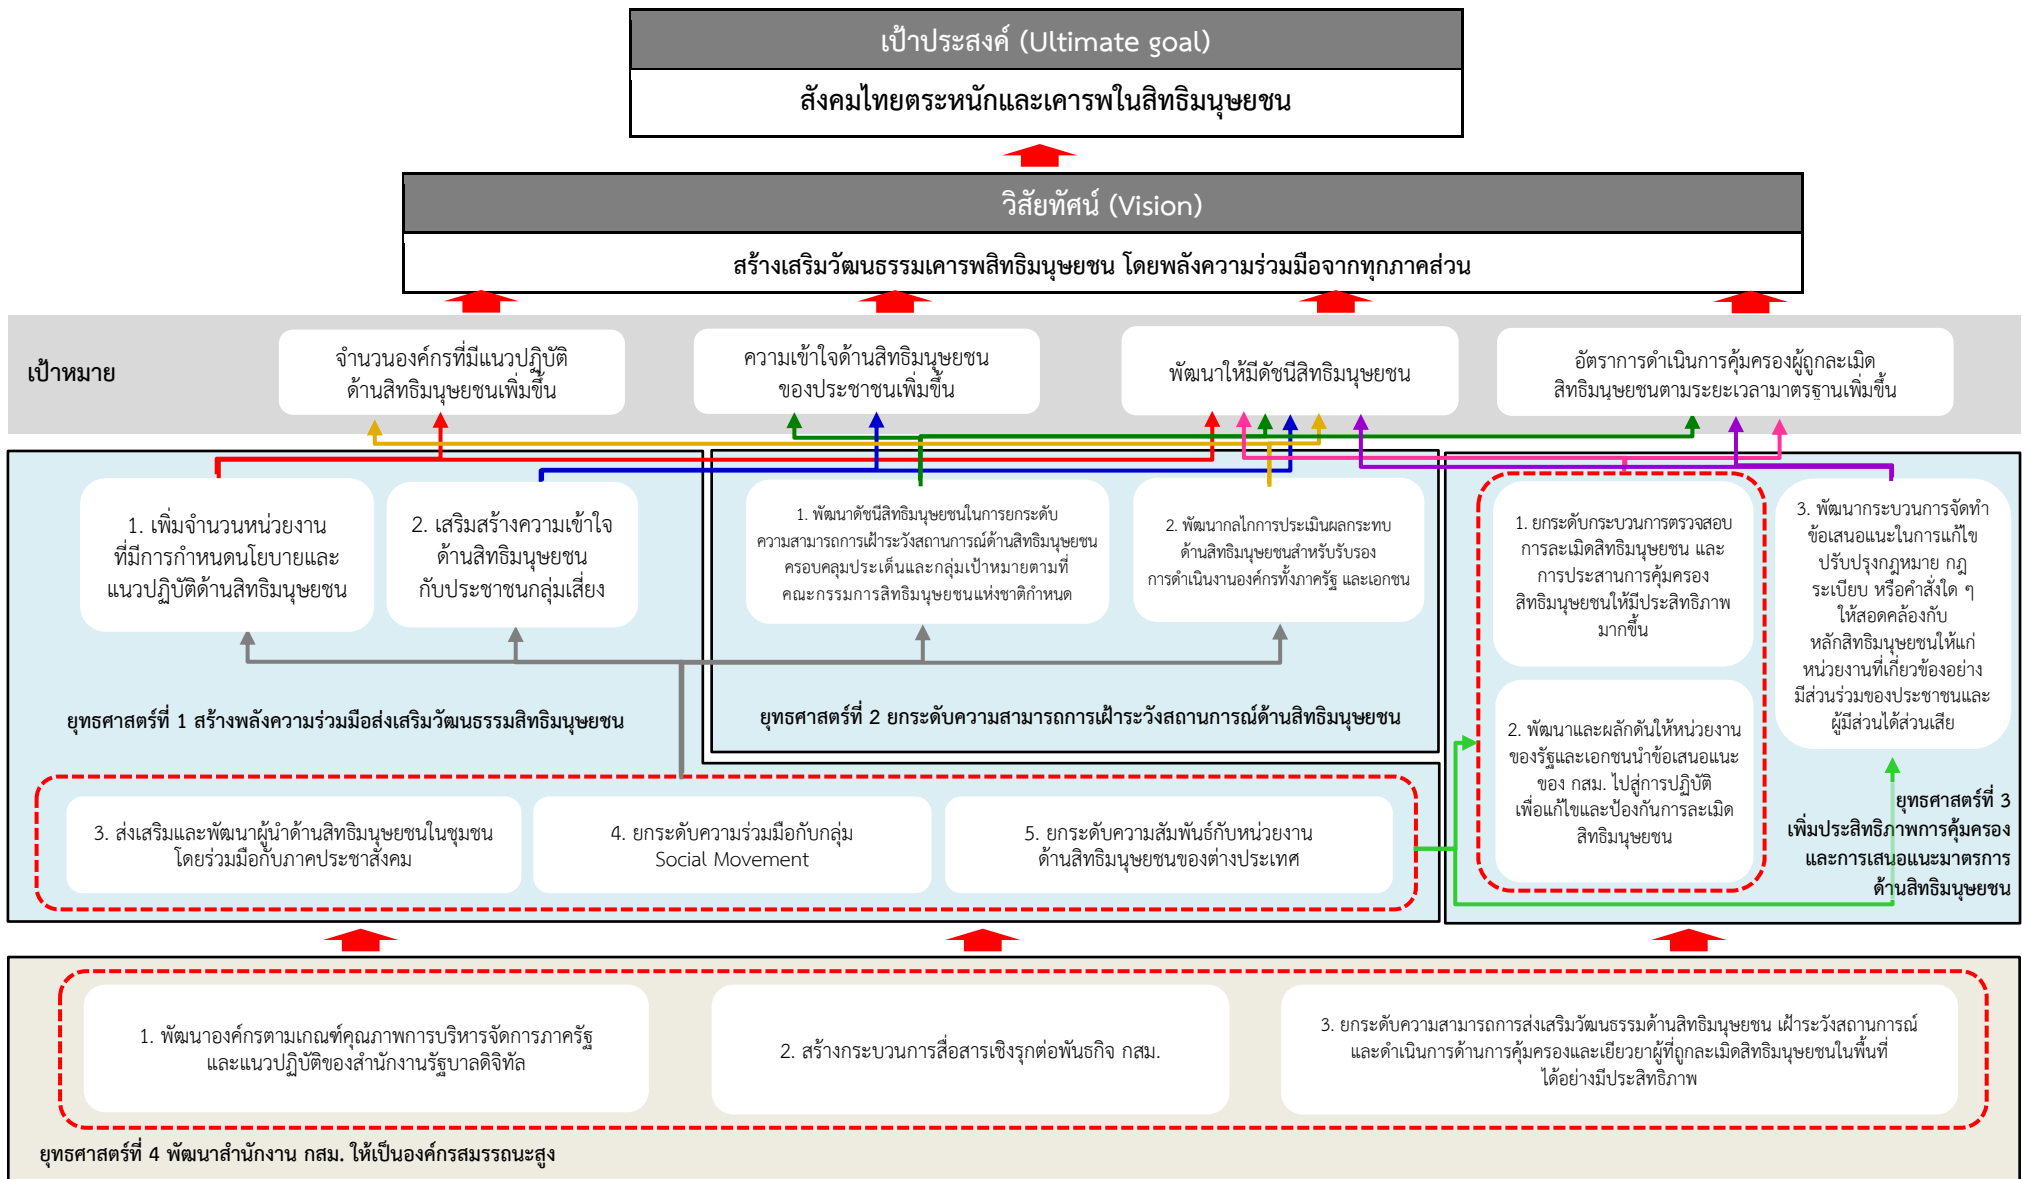 เป้าประสงค์ (Ultimate goal)
สังคมไทยตระหนักและเคารพในสิทธิมนุษยชน
วิสัยทัศน์ (Vision)
สร้างเสริมวัฒนธรรมเคารพสิทธิมนุษยชน โดยพลังความร่วมมือจากทุกภาคส่วน
เป้าหมาย
จำนวนองค์กรที่มีแนวปฏิบัติ
ด้านสิทธิมนุษยชนเพิ่มขึ้น
ความเข้าใจด้านสิทธิมนุษยชน
ของประชาชนเพิ่มขึ้น
พัฒนาให้มีดัชนีสิทธิมนุษยชน
อัตราการดำเนินการคุ้มครองผู้ถูกละเมิด
สิทธิมนุษยชนตามระยะเวลามาตรฐานเพิ่มขึ้น
1. เพิ่มจำนวนหน่วยงาน
ที่มีการกำหนดนโยบายและ
แนวปฏิบัติด้านสิทธิมนุษยชน
2. เสริมสร้างความเข้าใจ
ด้านสิทธิมนุษยชน
กับประชาชนกลุ่มเสี่ยง
1. พัฒนาดัชนีสิทธิมนุษยชนในการยกระดับ
ความสามารถการเฝ้าระวังสถานการณ์ด้านสิทธิมนุษยชน
ครอบคลุมประเด็นและกลุ่มเป้าหมายตามที่
คณะกรรมการสิทธิมนุษยชนแห่งชาติกำหนด
2. พัฒนากลไกการประเมินผลกระทบ
ด้านสิทธิมนุษยชนสำหรับรับรอง
การดำเนินงานองค์กรทั้งภาครัฐ และเอกชน
1. ยกระดับกระบวนการตรวจสอบ
การละเมิดสิทธิมนุษยชน และ
การประสานการคุ้มครอง
สิทธิมนุษยชนให้มีประสิทธิภาพ
มากขึ้น
3. พัฒนากระบวนการจัดทำ
ข้อเสนอแนะในการแก้ไข
ปรับปรุงกฎหมาย กฎ
ระเบียบ หรือคำสั่งใด ๆ
ให้สอดคล้องกับ
หลักสิทธิมนุษยชนให้แก่
หน่วยงานที่เกี่ยวข้องอย่าง
มีส่วนร่วมของประชาชนและ
ผู้มีส่วนได้ส่วนเสีย
ยุทธศาสตร์ที่ 1 สร้างพลังความร่วมมือส่งเสริมวัฒนธรรมสิทธิมนุษยชน
ยุทธศาสตร์ที่ 2 ยกระดับความสามารถการเฝ้าระวังสถานการณ์ด้านสิทธิมนุษยชน
2. พัฒนาและผลักดันให้หน่วยงาน
ของรัฐและเอกชนนำข้อเสนอแนะ
ของ กสม. ไปสู่การปฏิบัติ
เพื่อแก้ไขและป้องกันการละเมิด
สิทธิมนุษยชน
ยุทธศาสตร์ที่ 3
เพิ่มประสิทธิภาพการคุ้มครอง
และการเสนอแนะมาตรการ
ด้านสิทธิมนุษยชน
3. ส่งเสริมและพัฒนาผู้นำด้านสิทธิมนุษยชนในชุมชน
โดยร่วมมือกับภาคประชาสังคม
4. ยกระดับความร่วมมือกับกลุ่ม
Social Movement
5. ยกระดับความสัมพันธ์กับหน่วยงาน
ด้านสิทธิมนุษยชนของต่างประเทศ
1. พัฒนาองค์กรตามเกณฑ์คุณภาพการบริหารจัดการภาครัฐ
และแนวปฏิบัติของสำนักงานรัฐบาลดิจิทัล
2. สร้างกระบวนการสื่อสารเชิงรุกต่อพันธกิจ กสม.
3. ยกระดับความสามารถการส่งเสริมวัฒนธรรมด้านสิทธิมนุษยชน เฝ้าระวังสถานการณ์
และดำเนินการด้านการคุ้มครองและเยียวยาผู้ที่ถูกละเมิดสิทธิมนุษยชนในพื้นที่
ได้อย่างมีประสิทธิภาพ
ยุทธศาสตร์ที่ 4 พัฒนาสำนักงาน กสม. ให้เป็นองค์กรสมรรถนะสูง